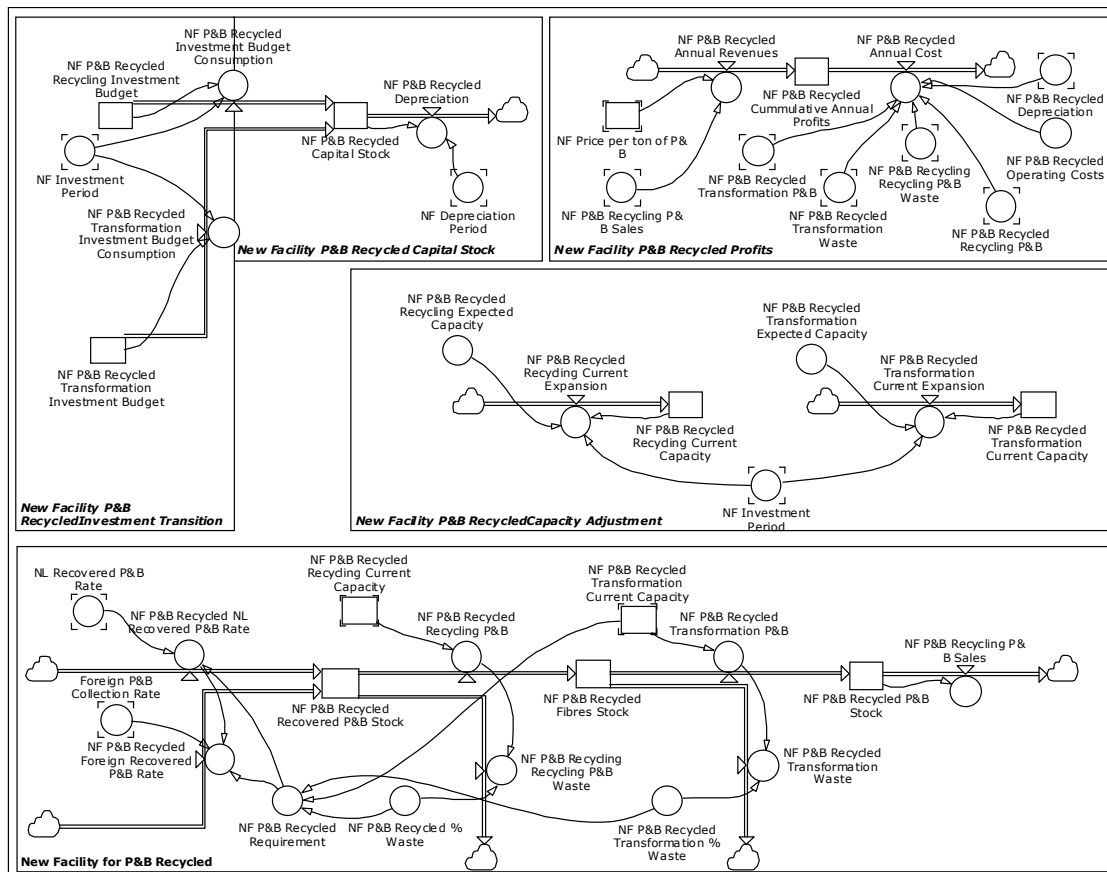 NF P&B Recycled
Investment Budget
Consumption
NF P&B Recycled
Recycling Investment
Budget
NF P&B Recycled
Depreciation
NF P&B Recycled
Capital Stock
NF Investment
Period
NF P&B Recycled
Transformation
Investment Budget
Consumption
NF Depreciation
Period
New Facility P&B Recycled Capital Stock
NF P&B Recycled
Transformation
Investment Budget
New Facility P&B
RecycledInvestment Transition
NF P&B Recycled
Annual Revenues
NF P&B Recycled
Annual Cost
NF P&B Recycled
Cummulative Annual
Profits
NF P&B Recycled
Depreciation
NF Price per ton of P&
B
NF P&B Recycled
Transformation P&B
NF P&B Recycling
Recycling P&B
Waste
NF P&B Recycled
Operating Costs
NF P&B Recycling P&
B Sales
NF P&B Recycled
Transformation
Waste
NF P&B Recycled
Recycling P&B
New Facility P&B Recycled Profits
NF P&B Recycled
Recycling Expected
Capacity
NF P&B Recycled
Transformation
Expected Capacity
NF P&B Recycled
Recycling Current
Expansion
NF P&B Recycled
Transformation
Current Expansion
NF P&B Recycled
Recycling Current
Capacity
NF P&B Recycled
Transformation
Current Capacity
NF Investment
Period
New Facility P&B RecycledCapacity Adjustment
NL Recovered P&B
Rate
NF P&B Recycled NL
Recovered P&B Rate
NF P&B Recycled
Recycling Current
Capacity
NF P&B Recycled
Recycling P&B
NF P&B Recycled
Transformation
Current Capacity
NF P&B Recycled
Transformation P&B
NF P&B Recycling P&
B Sales
Foreign P&B
Collection Rate
NF P&B Recycled
Recovered P&B Stock
NF P&B Recycled
Fibres Stock
NF P&B Recycled P&B
Stock
NF P&B Recycled
Foreign Recovered
P&B Rate
NF P&B Recycling
Recycling P&B
Waste
NF P&B Recycled
Transformation
Waste
NF P&B Recycled
Requirement
NF P&B Recycled %
Waste
NF P&B Recycled
Transformation %
Waste
New Facility for P&B Recycled